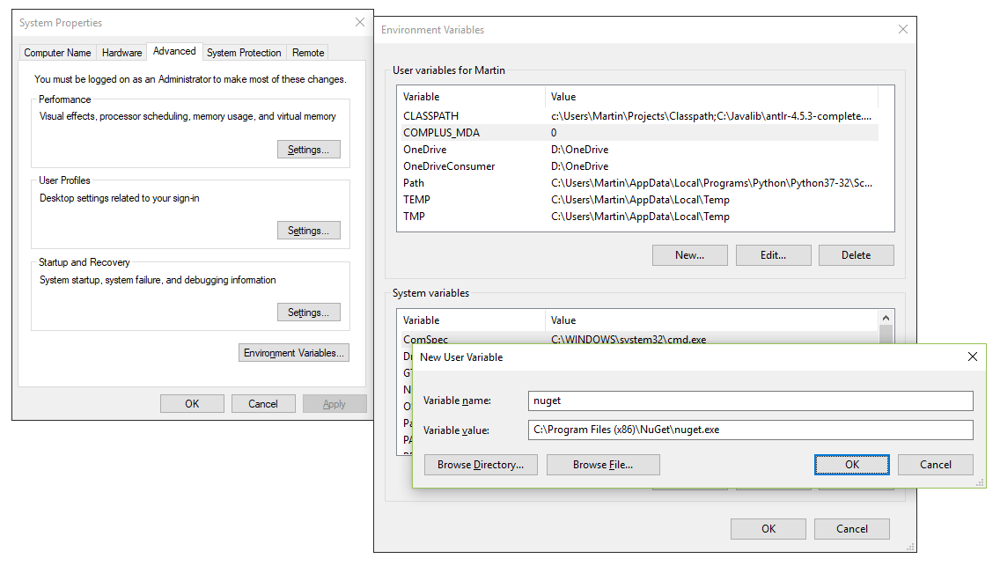 System Properties
Computer Name Hardware Advanced System Protection Remote
You must be logged on as an Administrator to make most of these changes.
Performance
Visual effects, processor scheduling, memory usage, and virtual memory
Settings...
User Profiles
Desktop settings related to your sign-in
Settings...
Startup and Recovery
System startup, system failure, and debugging information
Settings...
Environment Variables...
OK Cancel Apply
Environment Variables
User variables for Martin
Variable Value
CLASSPATH c:\Users\Martin\Projects\Classpath;C:\Javalib\antlr-4.5.3-complete....
COMPLUS_MDA 0
OneDrive D:\OneDrive
OneDriveConsumer D:\OneDrive
Path C:\Users\Martin\AppData\Local\Programs\Python\Python37-32\Sc...
TEMP C:\Users\Martin\AppData\Local\Temp
TMP C:\Users\Martin\AppData\Local\Temp
New... Edit... Delete
System variables
Variable Value
ComSpec C:\WINDOWS\system32\cmd.exe
New User Variable
Variable name: nuget
Variable value: C:\Program Files (x86)\NuGet\nuget.exe
Browse Directory... Browse File... OK Cancel
OK Cancel